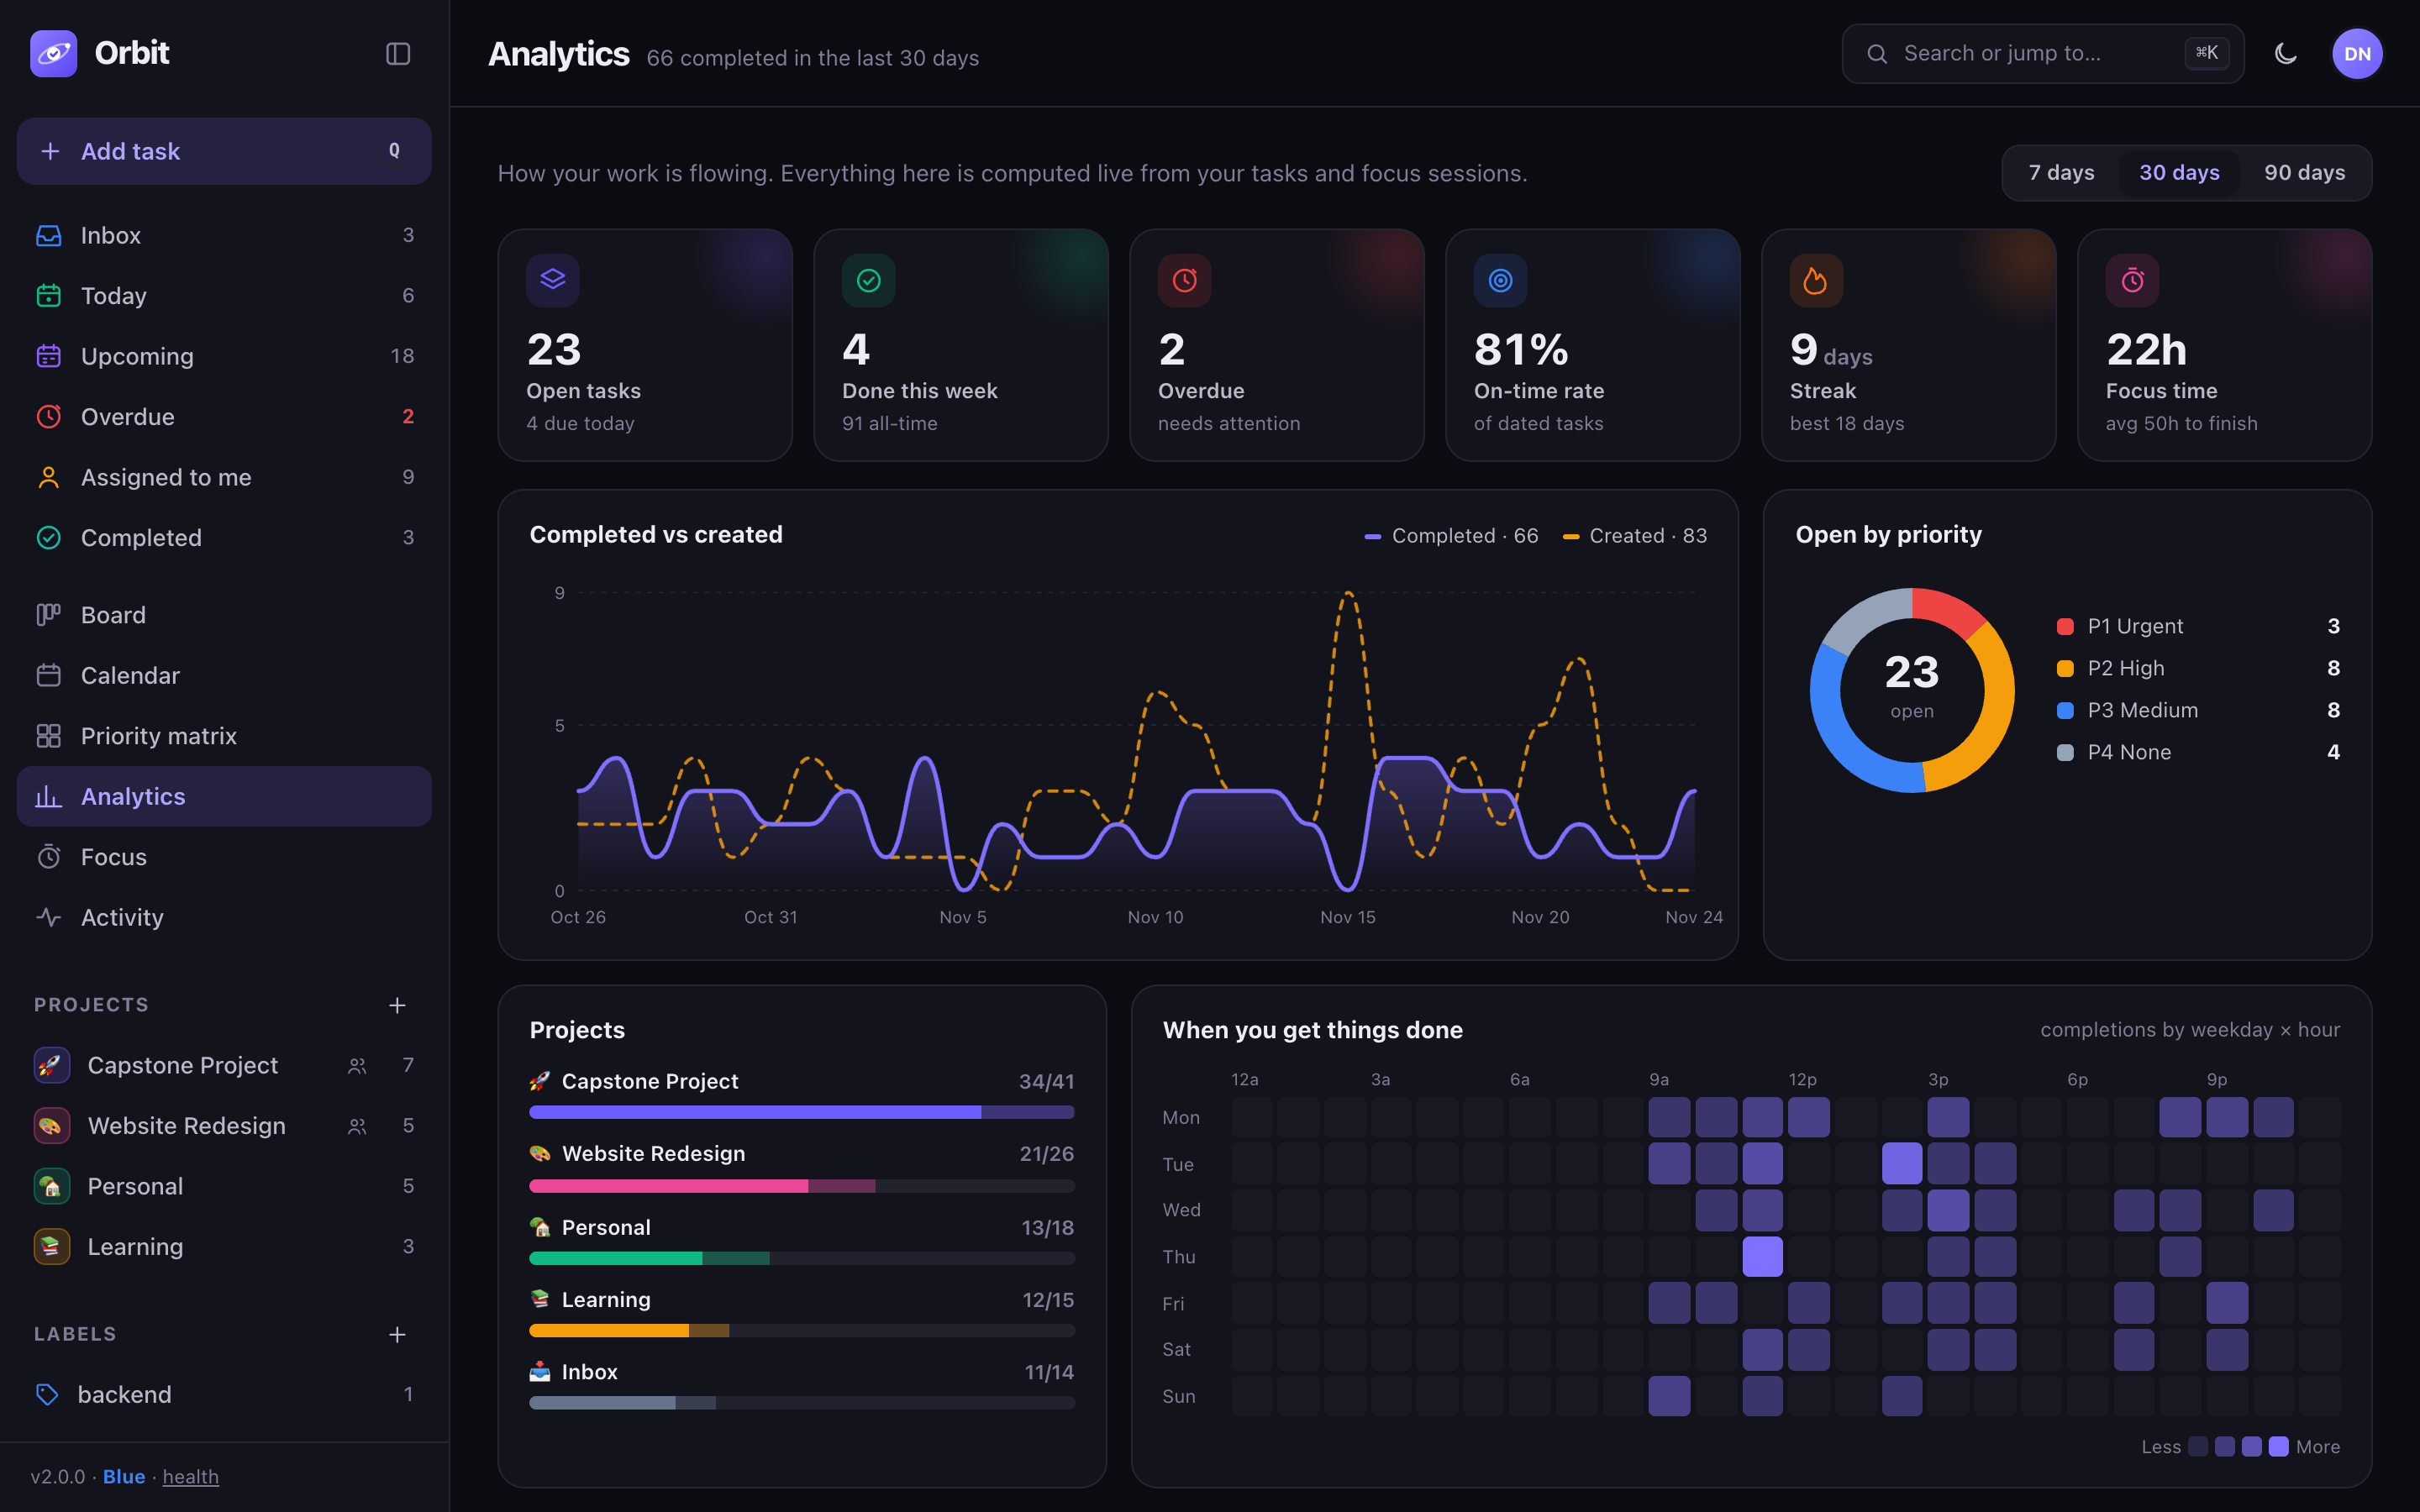 Orbit
Add task Q
Inbox 3
Today 6
Upcoming 18
Overdue 2
Assigned to me 9
Completed 3
Board
Calendar
Priority matrix
Analytics
Focus
Activity
PROJECTS
Capstone Project 7
Website Redesign 5
Personal 5
Learning 3
LABELS
backend 1
v2.0.0 · Blue · health
Analytics 66 completed in the last 30 days
Search or jump to... ⌘K
DN
How your work is flowing. Everything here is computed live from your tasks and focus sessions.
7 days 30 days 90 days
23
Open tasks
4 due today
4
Done this week
91 all-time
2
Overdue
needs attention
81%
On-time rate
of dated tasks
9 days
Streak
best 18 days
22h
Focus time
avg 50h to finish
Completed vs created
Completed · 66 Created · 83
9
5
0
Oct 26 Oct 31 Nov 5 Nov 10 Nov 15 Nov 20 Nov 24
Open by priority
23
open
P1 Urgent 3
P2 High 8
P3 Medium 8
P4 None 4
Projects
Capstone Project 34/41
Website Redesign 21/26
Personal 13/18
Learning 12/15
Inbox 11/14
When you get things done
completions by weekday × hour
12a 3a 6a 9a 12p 3p 6p 9p
Mon
Tue
Wed
Thu
Fri
Sat
Sun
Less More